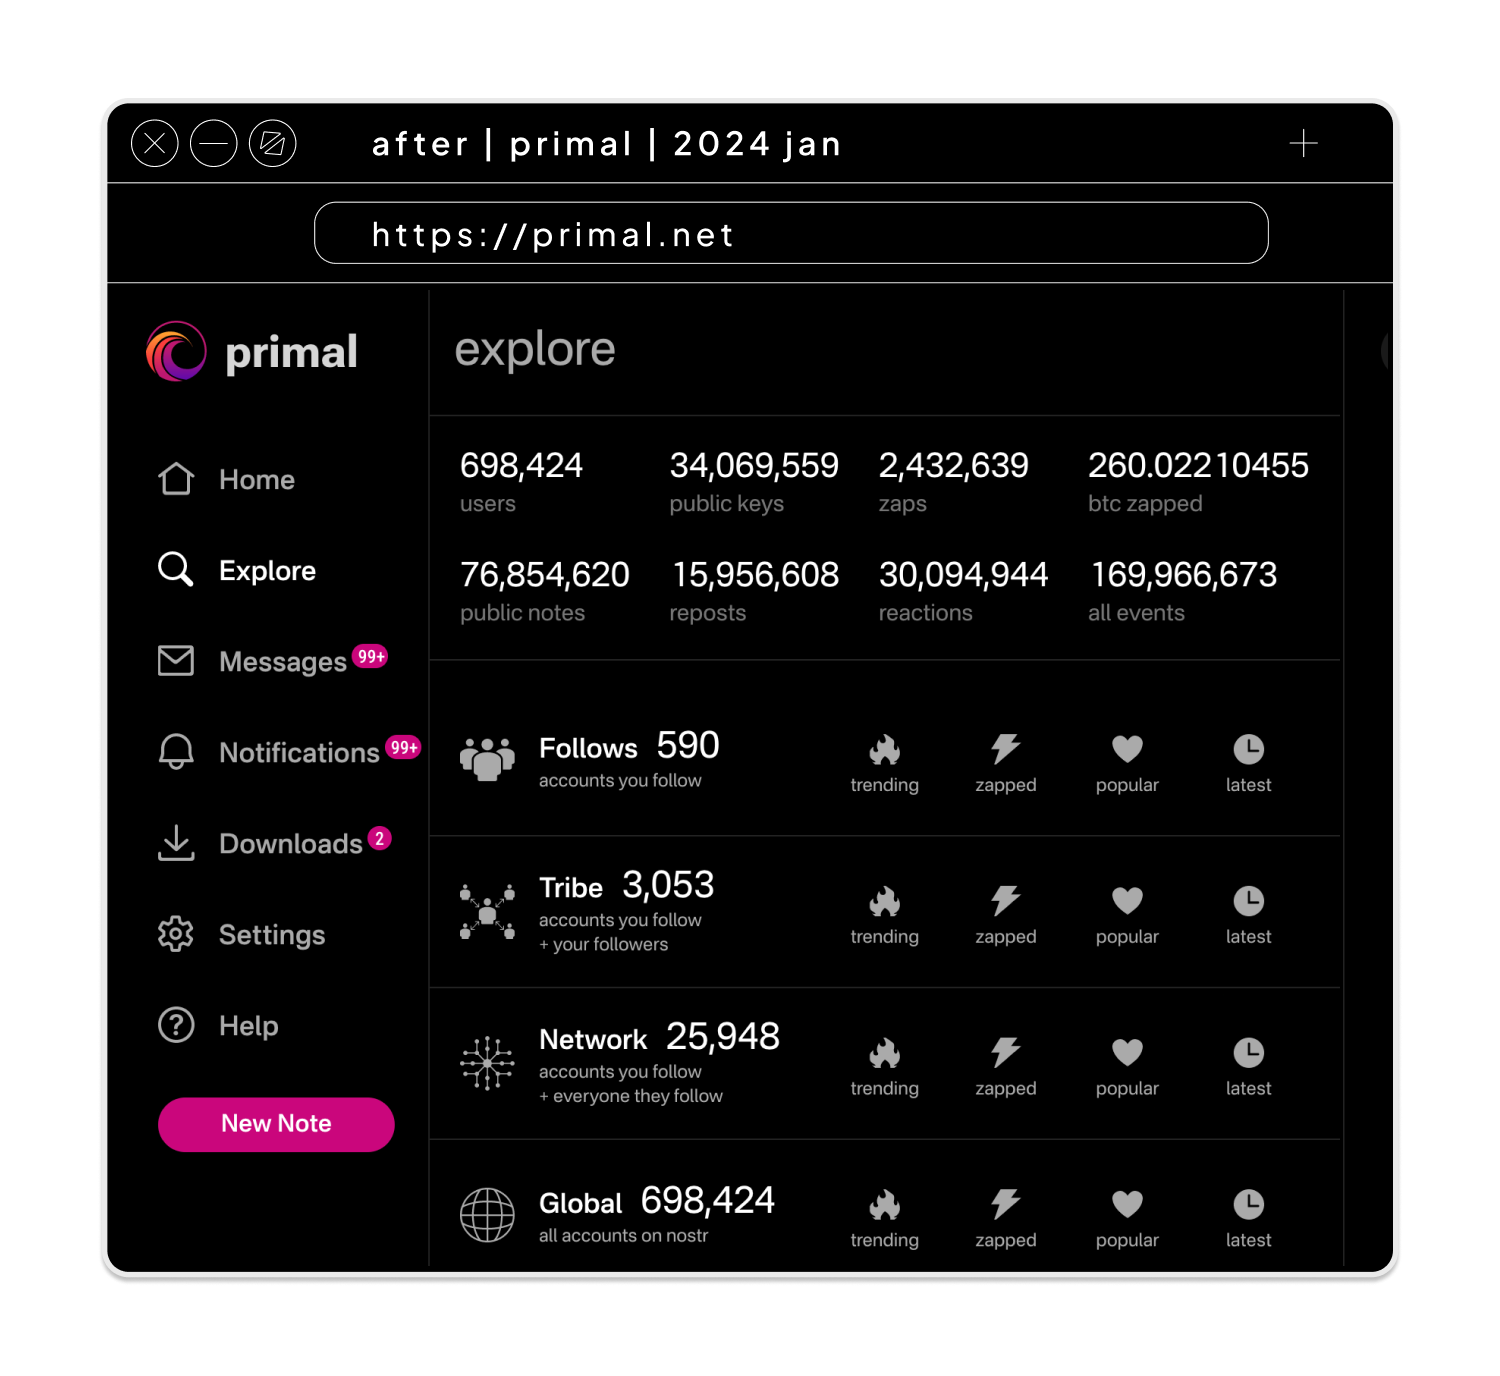 after | primal | 2024 jan
https://primal.net
primal
Home
Explore
Messages 99+
Notifications 99+
Downloads 2
Settings
Help
New Note
explore
698,424 34,069,559 2,432,639 260.02210455
users public keys zaps btc zapped
76,854,620 15,956,608 30,094,944 169,966,673
public notes reposts reactions all events
Follows 590
accounts you follow
trending zapped popular latest
Tribe 3,053
accounts you follow
+ your followers
trending zapped popular latest
Network 25,948
accounts you follow
+ everyone they follow
trending zapped popular latest
Global 698,424
all accounts on nostr
trending zapped popular latest